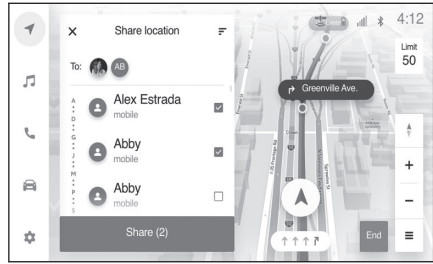 Share location
4:12
Limit
50
To: AB
A
D
G
J
M
P
S
Alex Estrada
mobile
Abby
mobile
Abby
mobile
Share (2)
Greenville Ave.
End